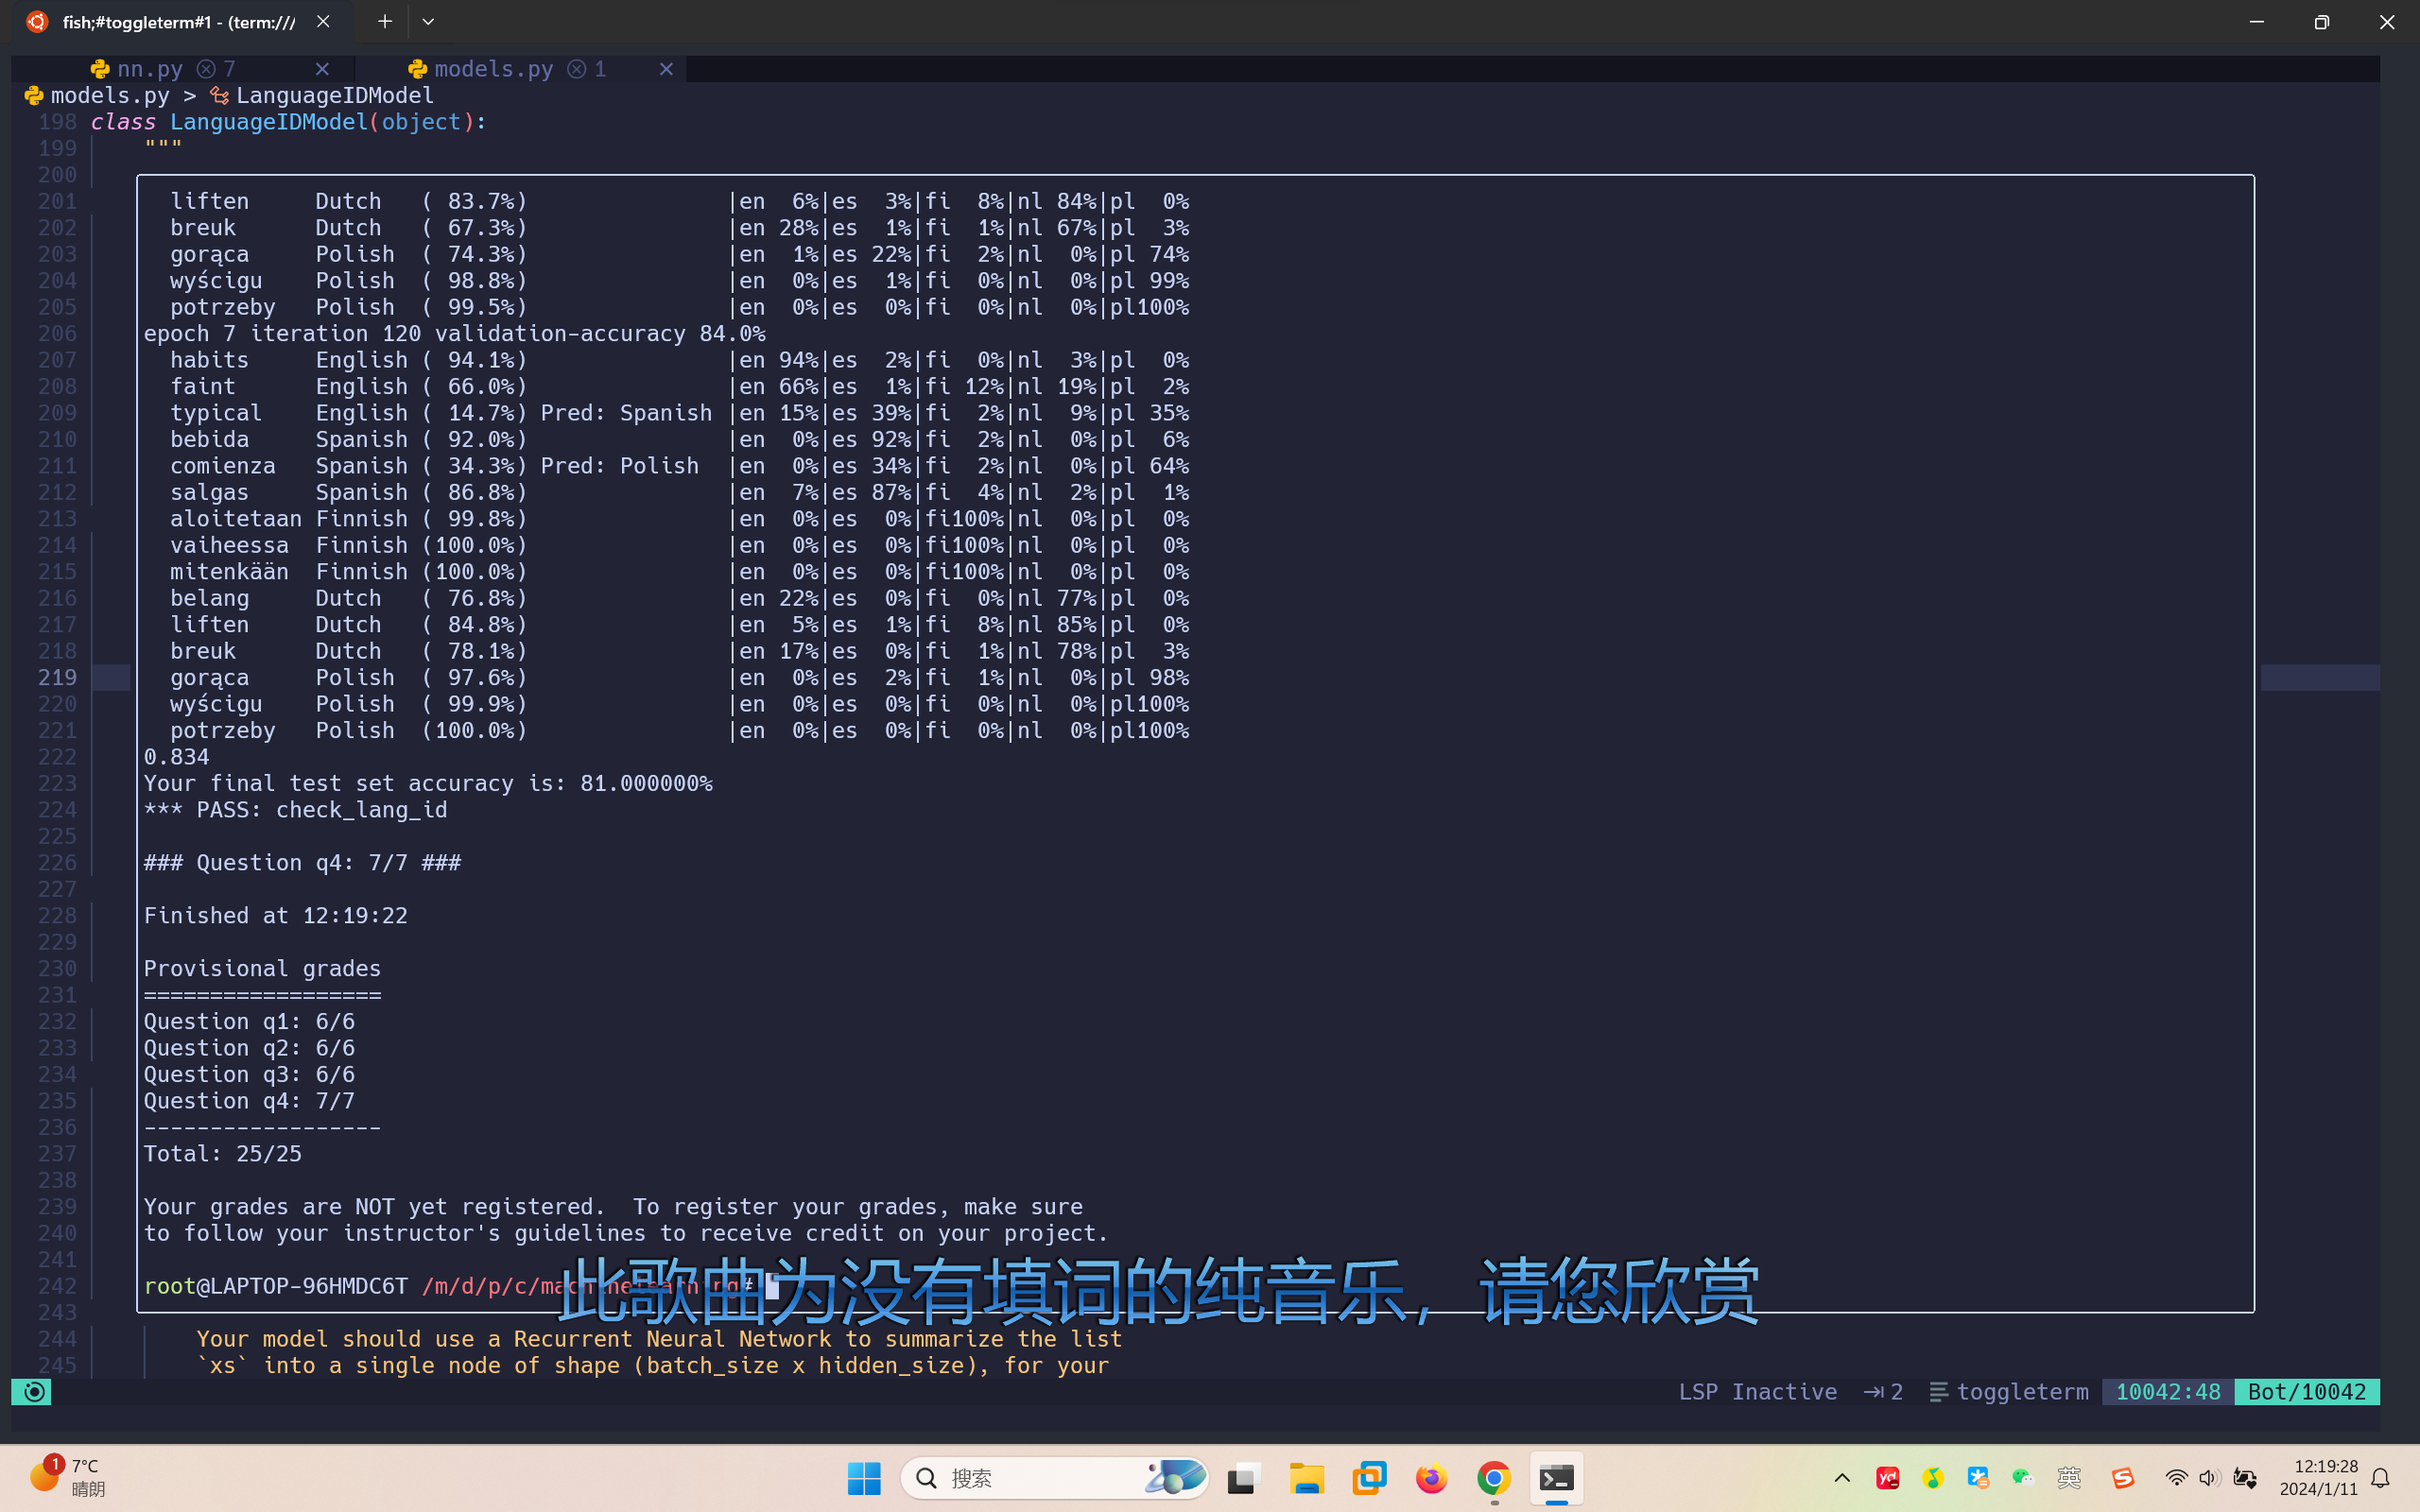 fish;#toggleterm#1 - (term:///
nn.py 7 models.py 1
models.py > LanguageIDModel
198 class LanguageIDModel(object):
199 """
200
201 liften Dutch ( 83.7%) |en 6%|es 3%|fi 8%|nl 84%|pl 0%
202 breuk Dutch ( 67.3%) |en 28%|es 1%|fi 1%|nl 67%|pl 3%
203 gorąca Polish ( 74.3%) |en 1%|es 22%|fi 2%|nl 0%|pl 74%
204 wyścigu Polish ( 98.8%) |en 0%|es 1%|fi 0%|nl 0%|pl 99%
205 potrzeby Polish ( 99.5%) |en 0%|es 0%|fi 0%|nl 0%|pl100%
206 epoch 7 iteration 120 validation-accuracy 84.0%
207 habits English ( 94.1%) |en 94%|es 2%|fi 0%|nl 3%|pl 0%
208 faint English ( 66.0%) |en 66%|es 1%|fi 12%|nl 19%|pl 2%
209 typical English ( 14.7%) Pred: Spanish |en 15%|es 39%|fi 2%|nl 9%|pl 35%
210 bebida Spanish ( 92.0%) |en 0%|es 92%|fi 2%|nl 0%|pl 6%
211 comienza Spanish ( 34.3%) Pred: Polish |en 0%|es 34%|fi 2%|nl 0%|pl 64%
212 salgas Spanish ( 86.8%) |en 7%|es 87%|fi 4%|nl 2%|pl 1%
213 aloitetaan Finnish ( 99.8%) |en 0%|es 0%|fi100%|nl 0%|pl 0%
214 vaiheessa Finnish (100.0%) |en 0%|es 0%|fi100%|nl 0%|pl 0%
215 mitenkään Finnish (100.0%) |en 0%|es 0%|fi100%|nl 0%|pl 0%
216 belang Dutch ( 76.8%) |en 22%|es 0%|fi 0%|nl 77%|pl 0%
217 liften Dutch ( 84.8%) |en 5%|es 1%|fi 8%|nl 85%|pl 0%
218 breuk Dutch ( 78.1%) |en 17%|es 0%|fi 1%|nl 78%|pl 3%
219 gorąca Polish ( 97.6%) |en 0%|es 2%|fi 1%|nl 0%|pl 98%
220 wyścigu Polish ( 99.9%) |en 0%|es 0%|fi 0%|nl 0%|pl100%
221 potrzeby Polish (100.0%) |en 0%|es 0%|fi 0%|nl 0%|pl100%
222 0.834
223 Your final test set accuracy is: 81.000000%
224 *** PASS: check_lang_id
225
226 ### Question q4: 7/7 ###
227
228 Finished at 12:19:22
229
230 Provisional grades
231 ==================
232 Question q1: 6/6
233 Question q2: 6/6
234 Question q3: 6/6
235 Question q4: 7/7
236 ------------------
237 Total: 25/25
238
239 Your grades are NOT yet registered. To register your grades, make sure
240 to follow your instructor's guidelines to receive credit on your project.
241
242 root@LAPTOP-96HMDC6T /m/d/p/c/machinelearning#
此歌曲为没有填词的纯音乐，请您欣赏
243
244 Your model should use a Recurrent Neural Network to summarize the list
245 `xs` into a single node of shape (batch_size x hidden_size), for your
LSP Inactive 2 toggleterm 10042:48 Bot/10042
1 7°C
晴朗
搜索
yd
英
12:19:28
2024/1/11